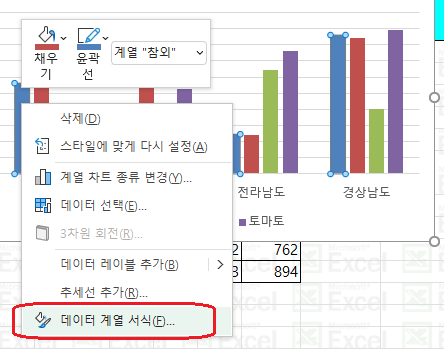 채우기
윤곽선
계열 "참외"
삭제(D)
스타일에 맞게 다시 설정(A)
계열 차트 종류 변경(Y)...
데이터 선택(E)...
3차원 회전(R)...
데이터 레이블 추가(B)
추세선 추가(R)...
데이터 계열 서식(F)...
전라남도
경상남도
토마토
2 762
3 894
Excel
Excel
Excel
Excel